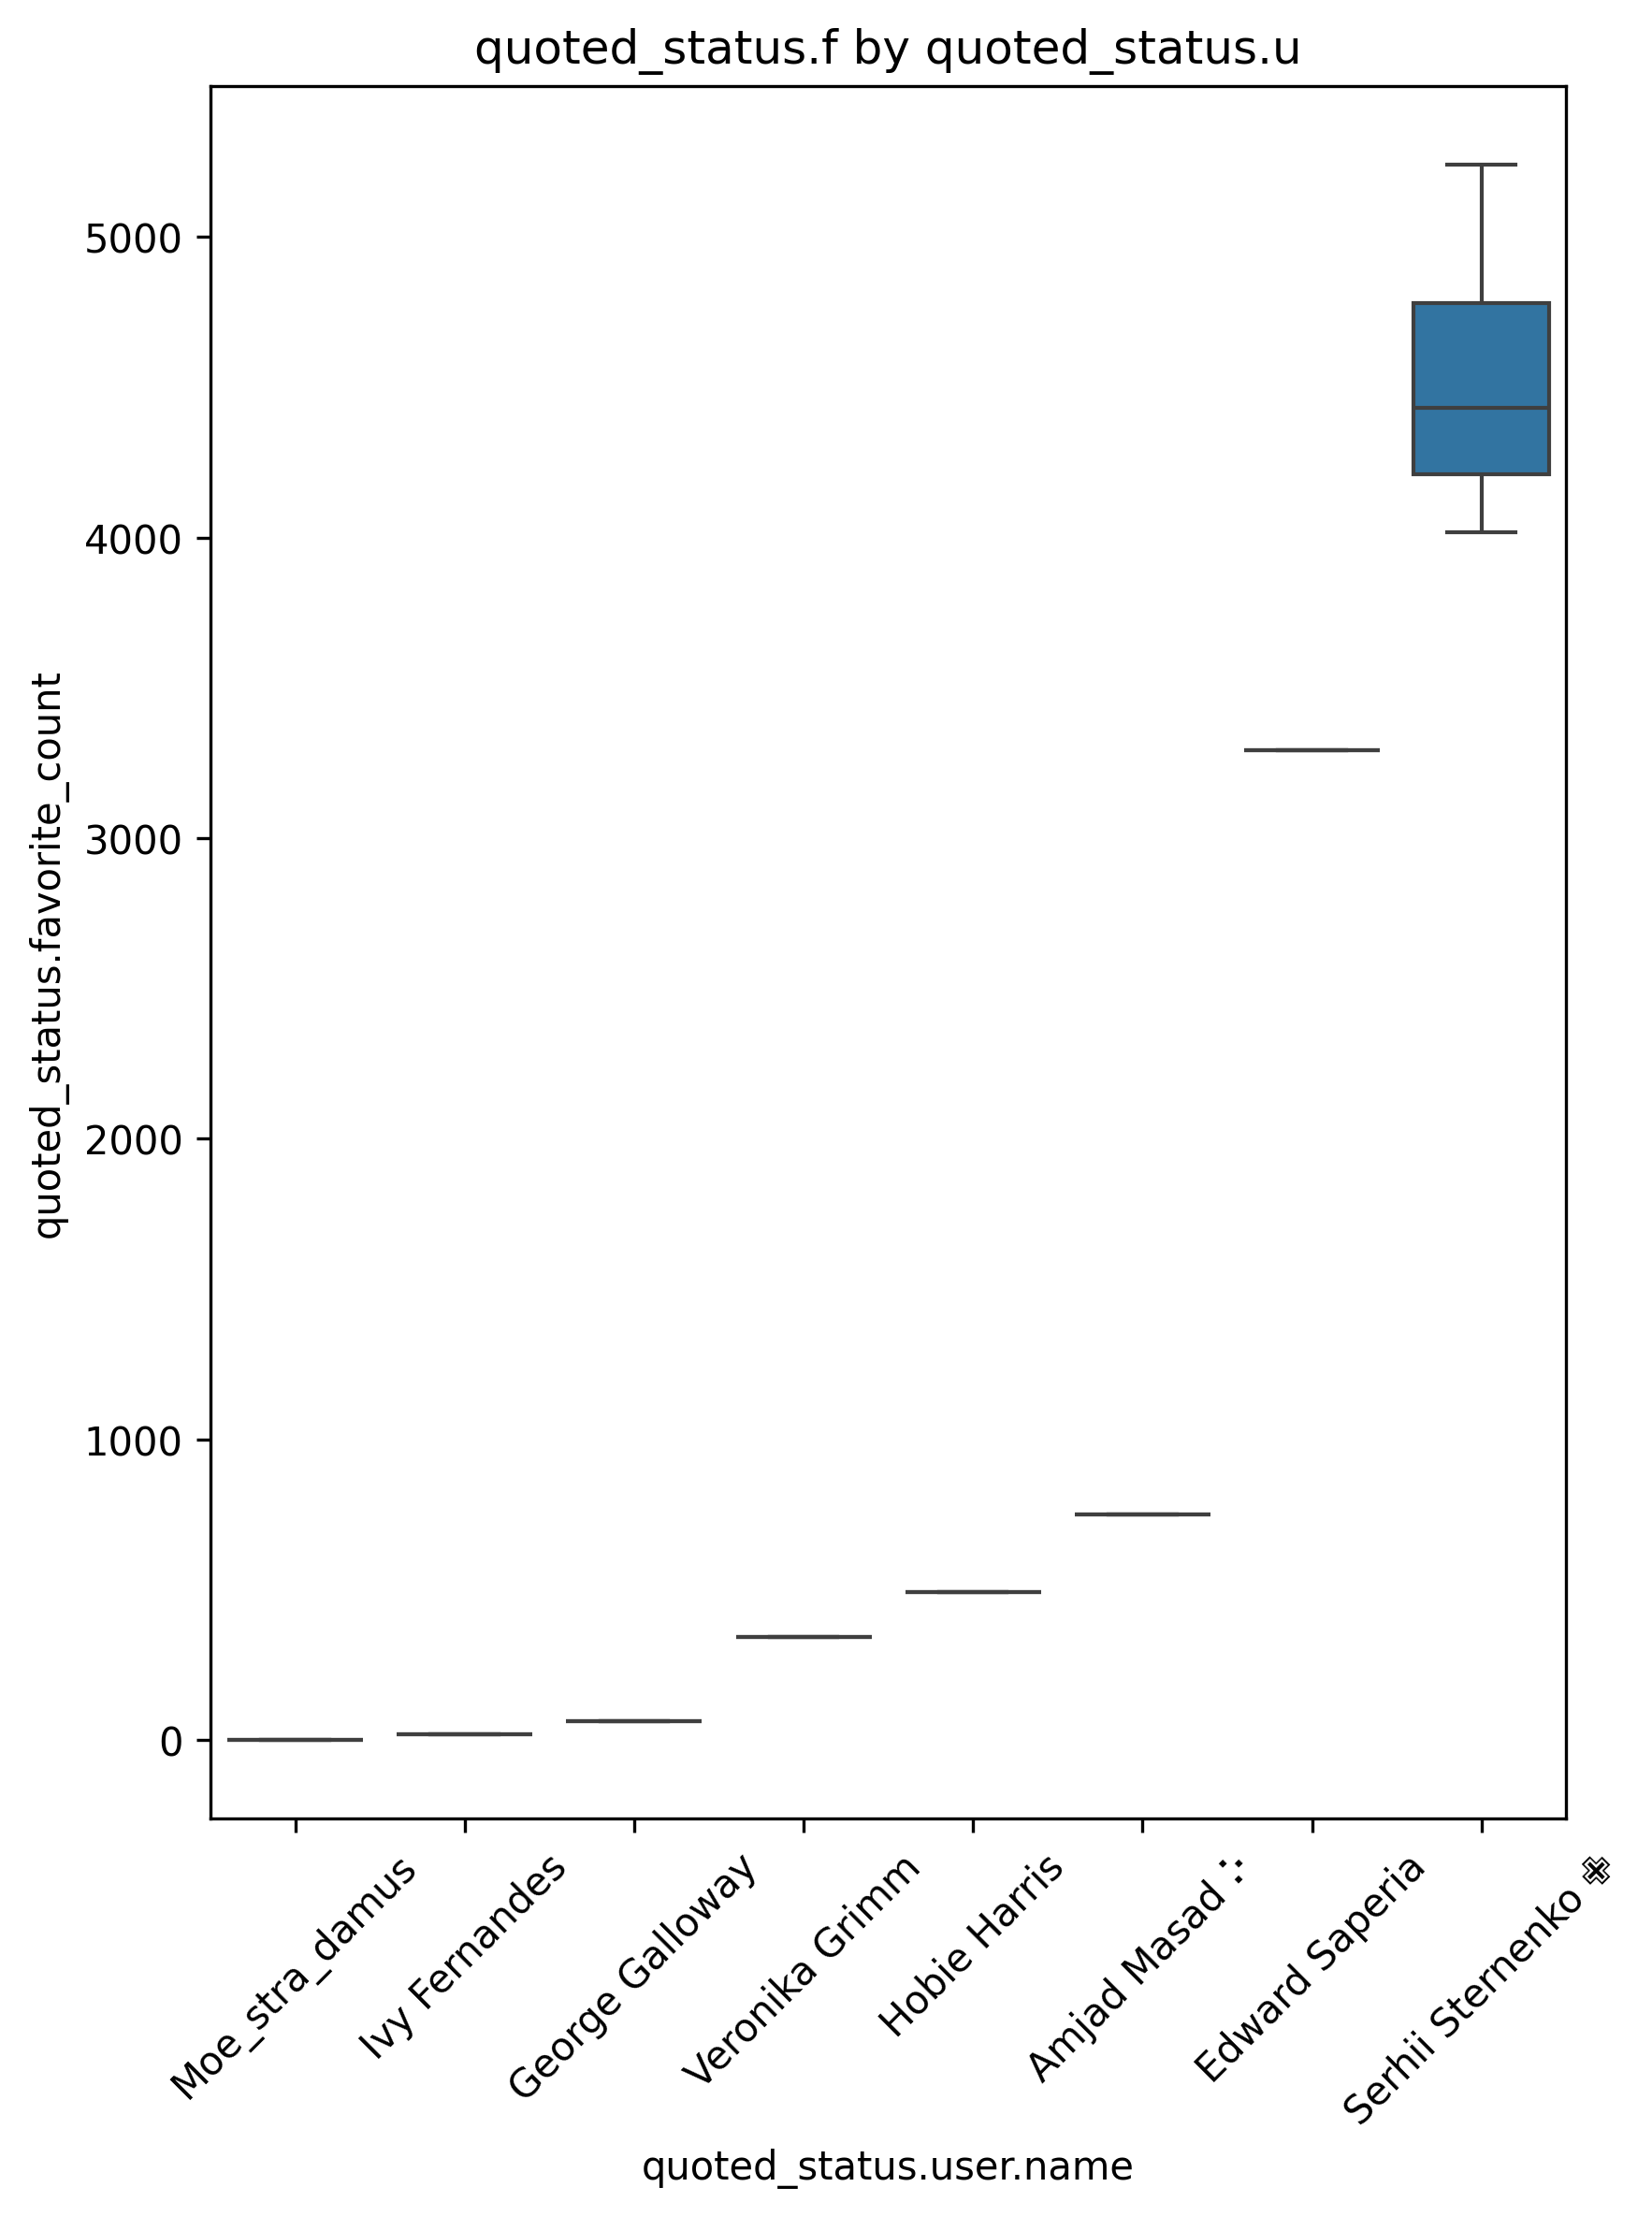 quoted_status.f by quoted_status.u
quoted_status.favorite_count
5000
4000
3000
2000
1000
0
Moe_stra_damus
Ivy Fernandes
George Galloway
Veronika Grimm
Hobie Harris
Amjad Masad ⠕
Edward Saperia
Serhii Sternenko ✙
quoted_status.user.name